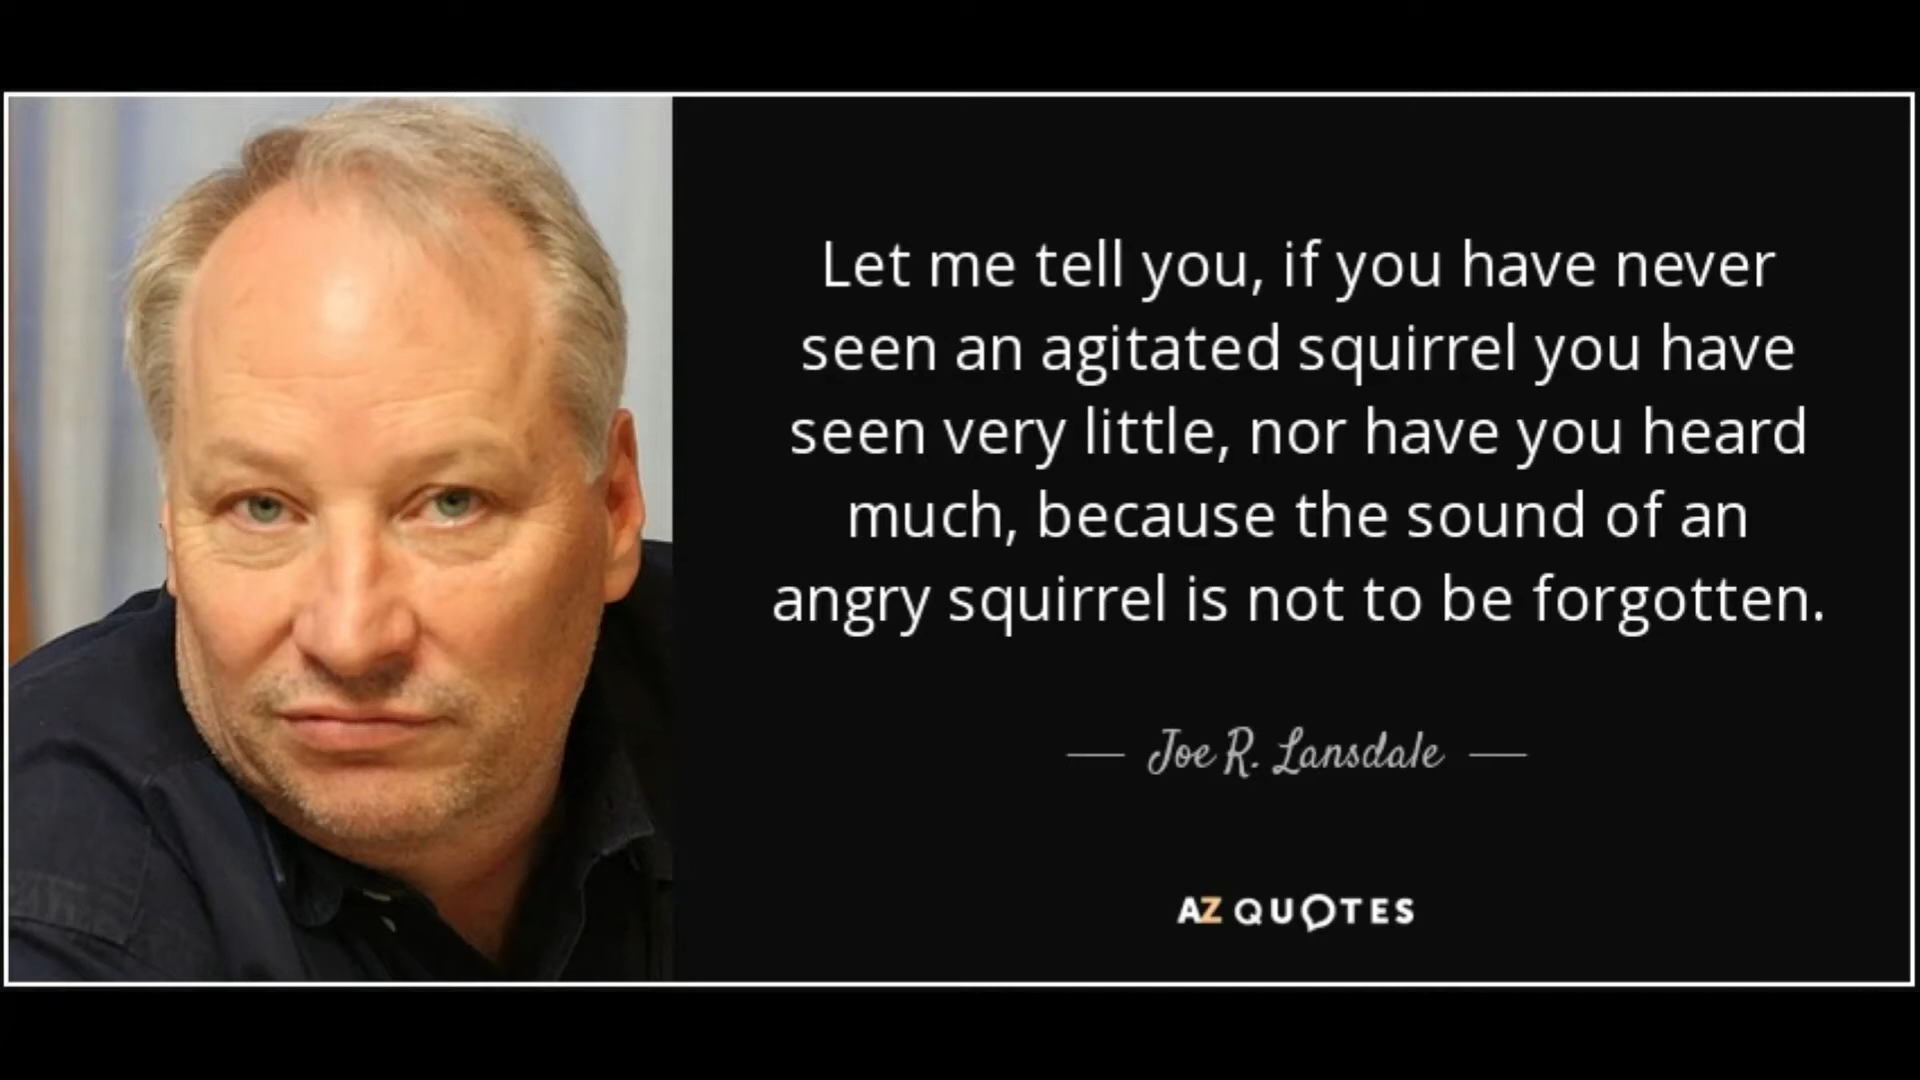 Let me tell you, if you have never
seen an agitated squirrel you have
seen very little, nor have you heard
much, because the sound of an
angry squirrel is not to be forgotten.
Joe R. Lansdale
AZ QUOTES